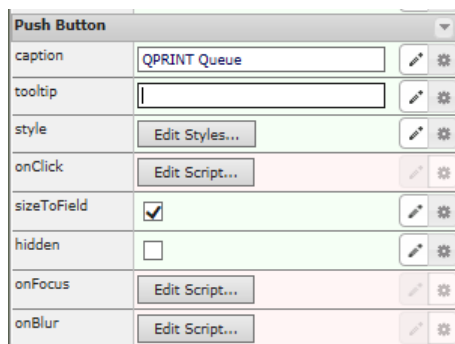 Push Button
caption QPRINT Queue
tooltip
style Edit Styles...
onClick Edit Script...
sizeToField
hidden
onFocus Edit Script...
onBlur Edit Script...